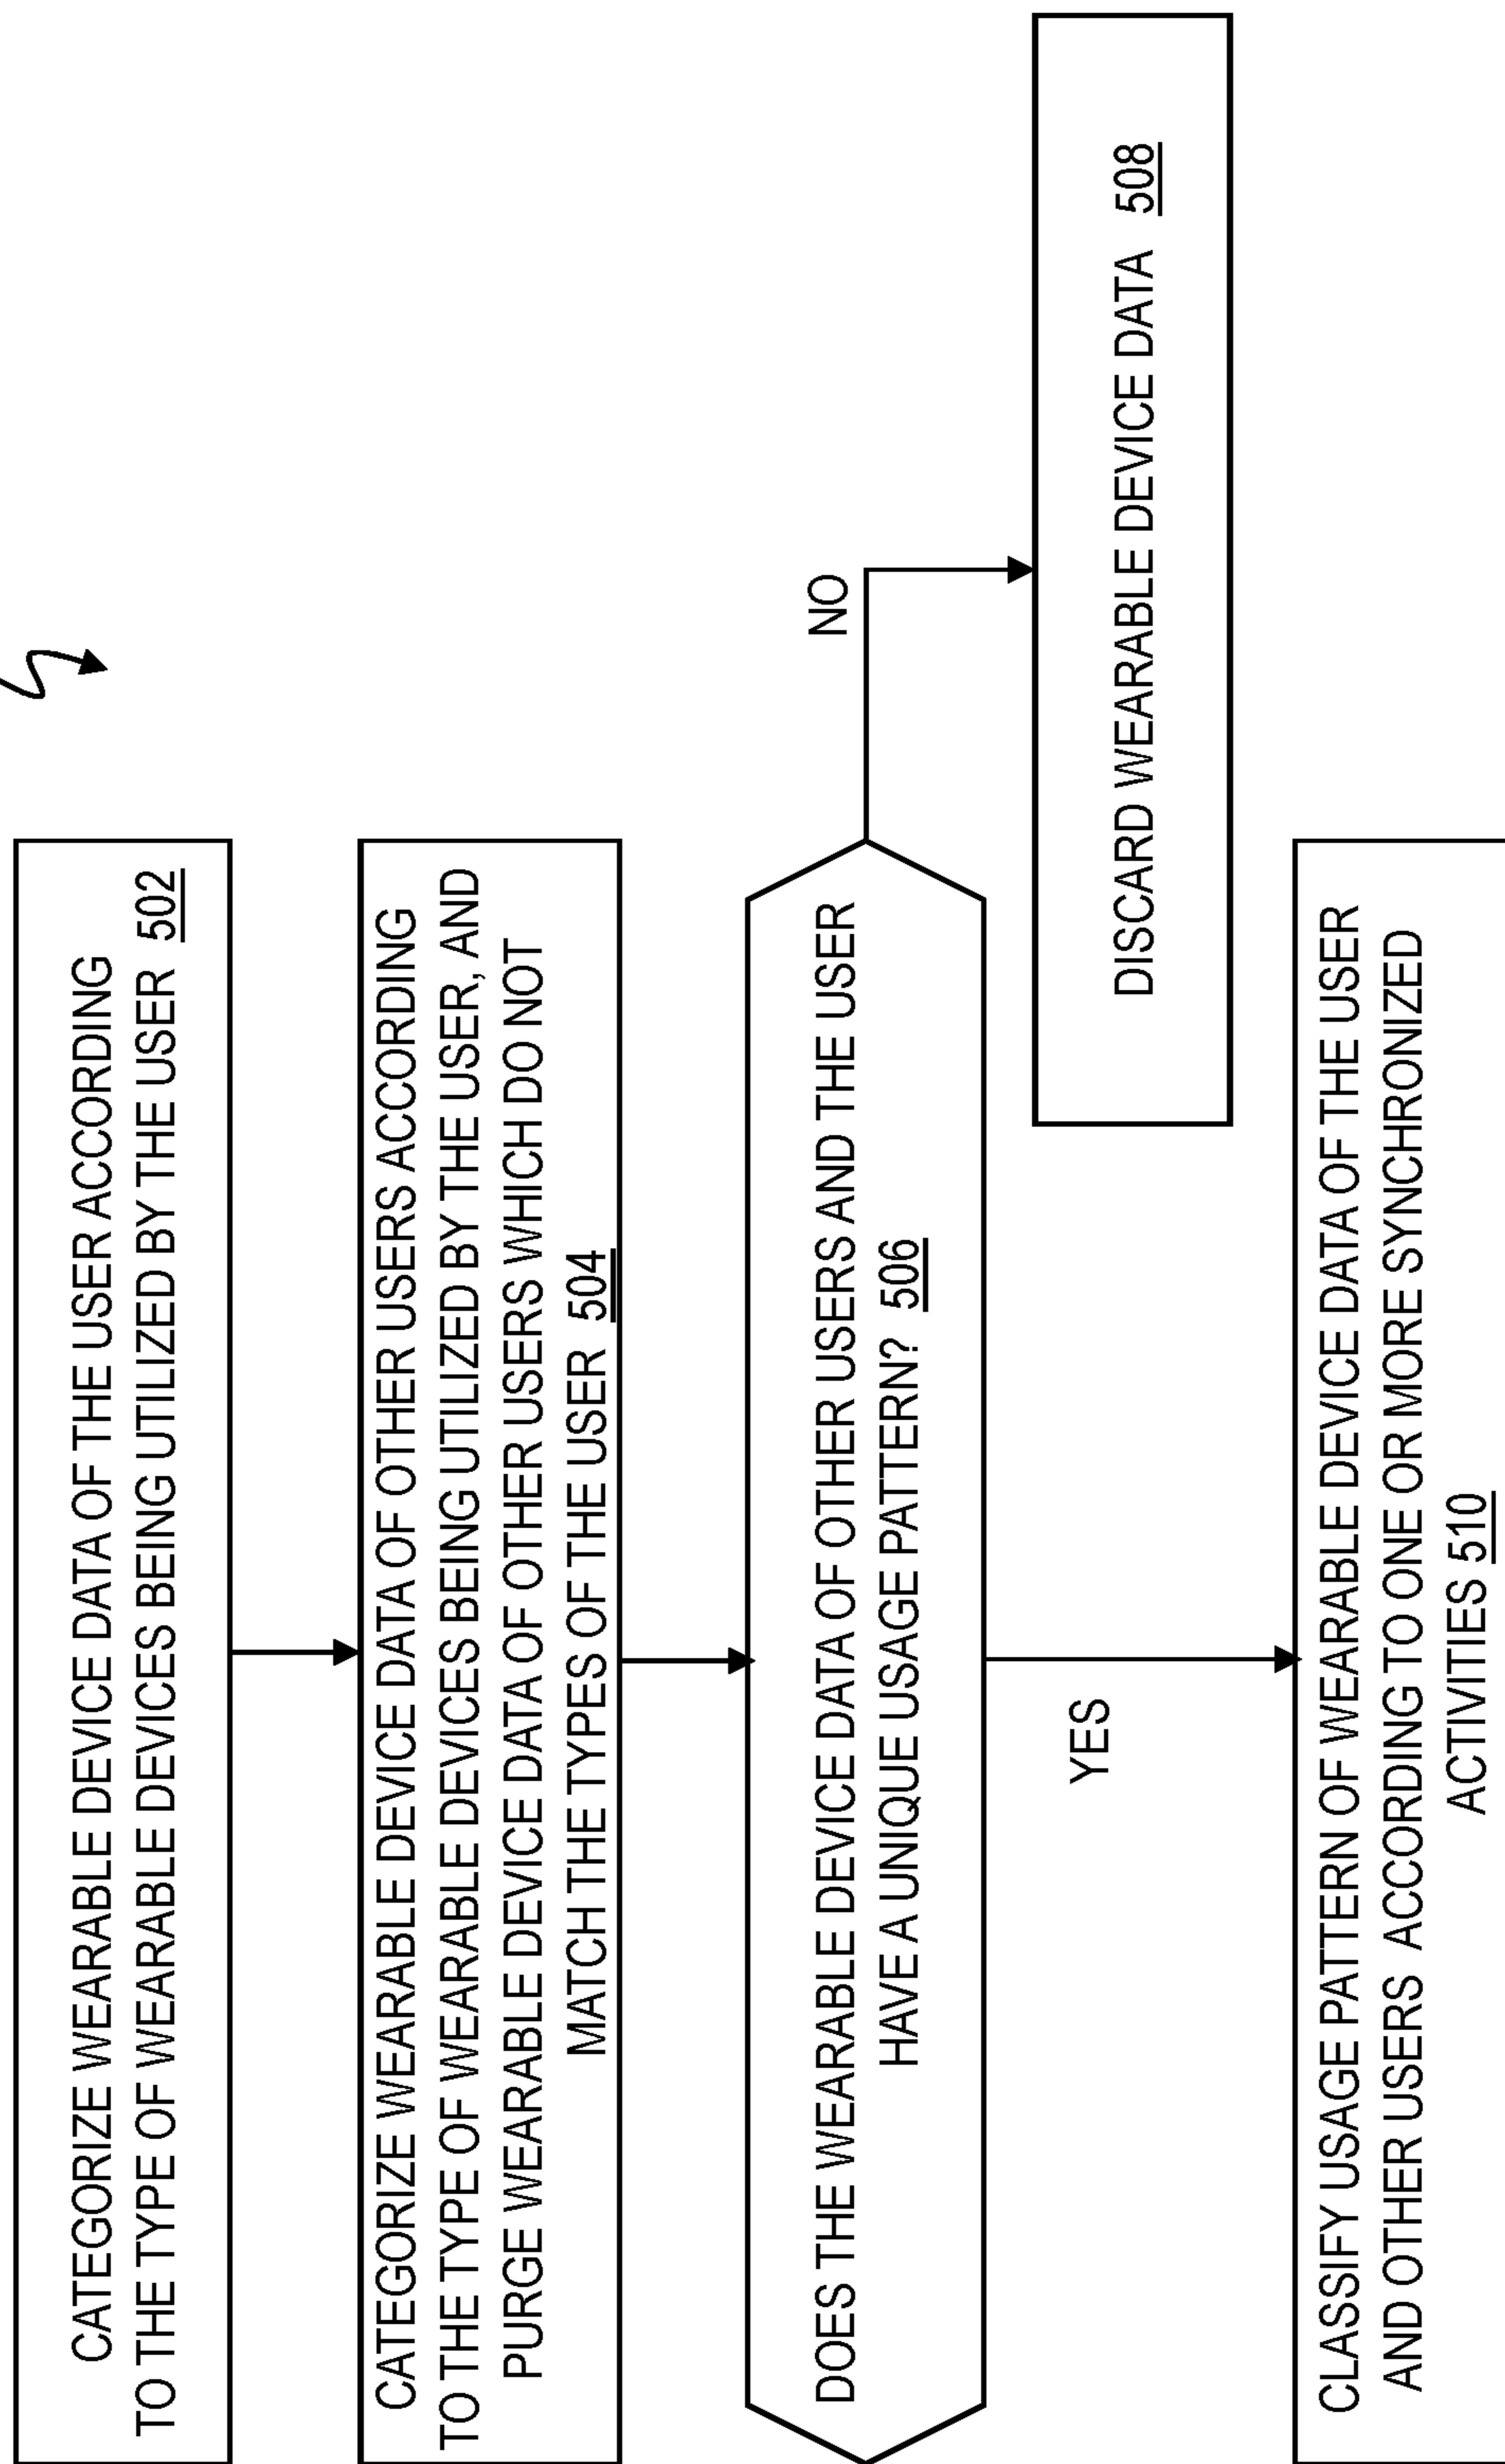 CATEGORIZE WEARABLE DEVICE DATA OF THE USER ACCORDING
TO THE TYPE OF WEARABLE DEVICES BEING UTILIZED BY THE USER 502
CATEGORIZE WEARABLE DEVICE DATA OF OTHER USERS ACCORDING
TO THE TYPE OF WEARABLE DEVICES BEING UTILIZED BY THE USER, AND
PURGE WEARABLE DEVICE DATA OF OTHER USERS WHICH DO NOT
MATCH THE TYPES OF THE USER 504
DOES THE WEARABLE DEVICE DATA OF OTHER USERS AND THE USER
HAVE A UNIQUE USAGE PATTERN? 506
NO
DISCARD WEARABLE DEVICE DATA 508
YES
CLASSIFY USAGE PATTERN OF WEARABLE DEVICE DATA OF THE USER
AND OTHER USERS ACCORDING TO ONE OR MORE SYNCHRONIZED
ACTIVITIES 510